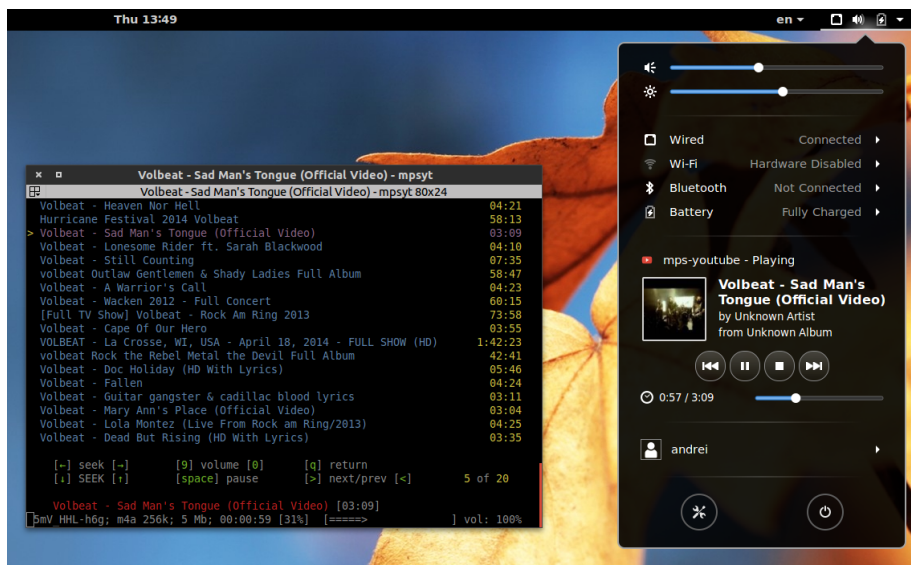 Thu 13:49
en
Volbeat - Sad Man's Tongue (Official Video) - mpsyt
Volbeat - Sad Man's Tongue (Official Video) - mpsyt 80x24
Volbeat - Heaven Nor Hell 04:21
Hurricane Festival 2014 Volbeat 58:13
> Volbeat - Sad Man's Tongue (Official Video) 03:09
Volbeat - Lonesome Rider ft. Sarah Blackwood 04:10
Volbeat - Still Counting 07:35
volbeat Outlaw Gentlemen & Shady Ladies Full Album 58:47
Volbeat - A Warrior's Call 04:23
Volbeat - Wacken 2012 - Full Concert 60:15
[Full TV Show] Volbeat - Rock Am Ring 2013 73:58
Volbeat - Cape Of Our Hero 03:55
VOLBEAT - La Crosse, WI, USA - April 18, 2014 - FULL SHOW (HD) 1:42:23
volbeat Rock the Rebel Metal the Devil Full Album 42:41
Volbeat - Doc Holiday (HD With Lyrics) 05:46
Volbeat - Fallen 04:24
Volbeat - Guitar gangster & cadillac blood lyrics 03:11
Volbeat - Mary Ann's Place (Official Video) 03:04
Volbeat - Lola Montez (Live From Rock am Ring/2013) 04:25
Volbeat - Dead But Rising (HD With Lyrics) 03:35
[←] seek [→] [9] volume [0] [q] return
[↓] SEEK [↑] [space] pause [>] next/prev [<] 5 of 20
Volbeat - Sad Man's Tongue (Official Video) [03:09]
5mV_HHL-h6g; m4a 256k; 5 Mb; 00:00:59 [31%] [=====> ] vol: 100%
Wired Connected
Wi-Fi Hardware Disabled
Bluetooth Not Connected
Battery Fully Charged
mps-youtube - Playing
Volbeat - Sad Man's
Tongue (Official Video)
by Unknown Artist
from Unknown Album
0:57 / 3:09
andrei